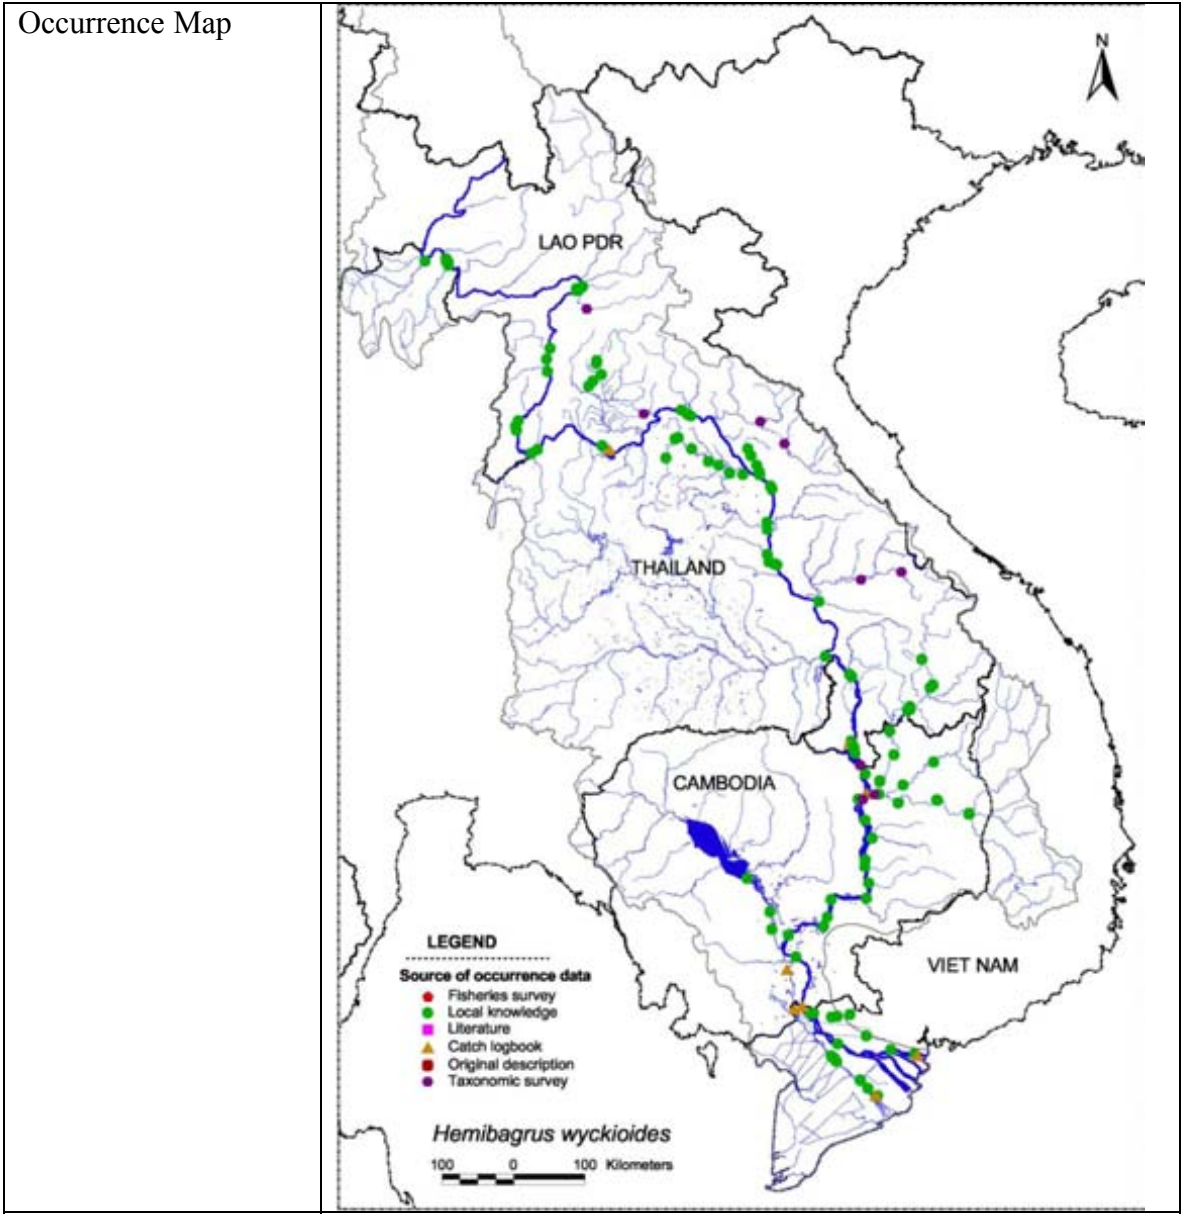 Occurrence Map
N
LAO PDR
THAILAND
CAMBODIA
VIET NAM
LEGEND
Source of occurrence data
Fisheries survey
Local knowledge
Literature
Catch logbook
Original description
Taxonomic survey
Hemibagrus wyckioides
100 0 100 Kilometers